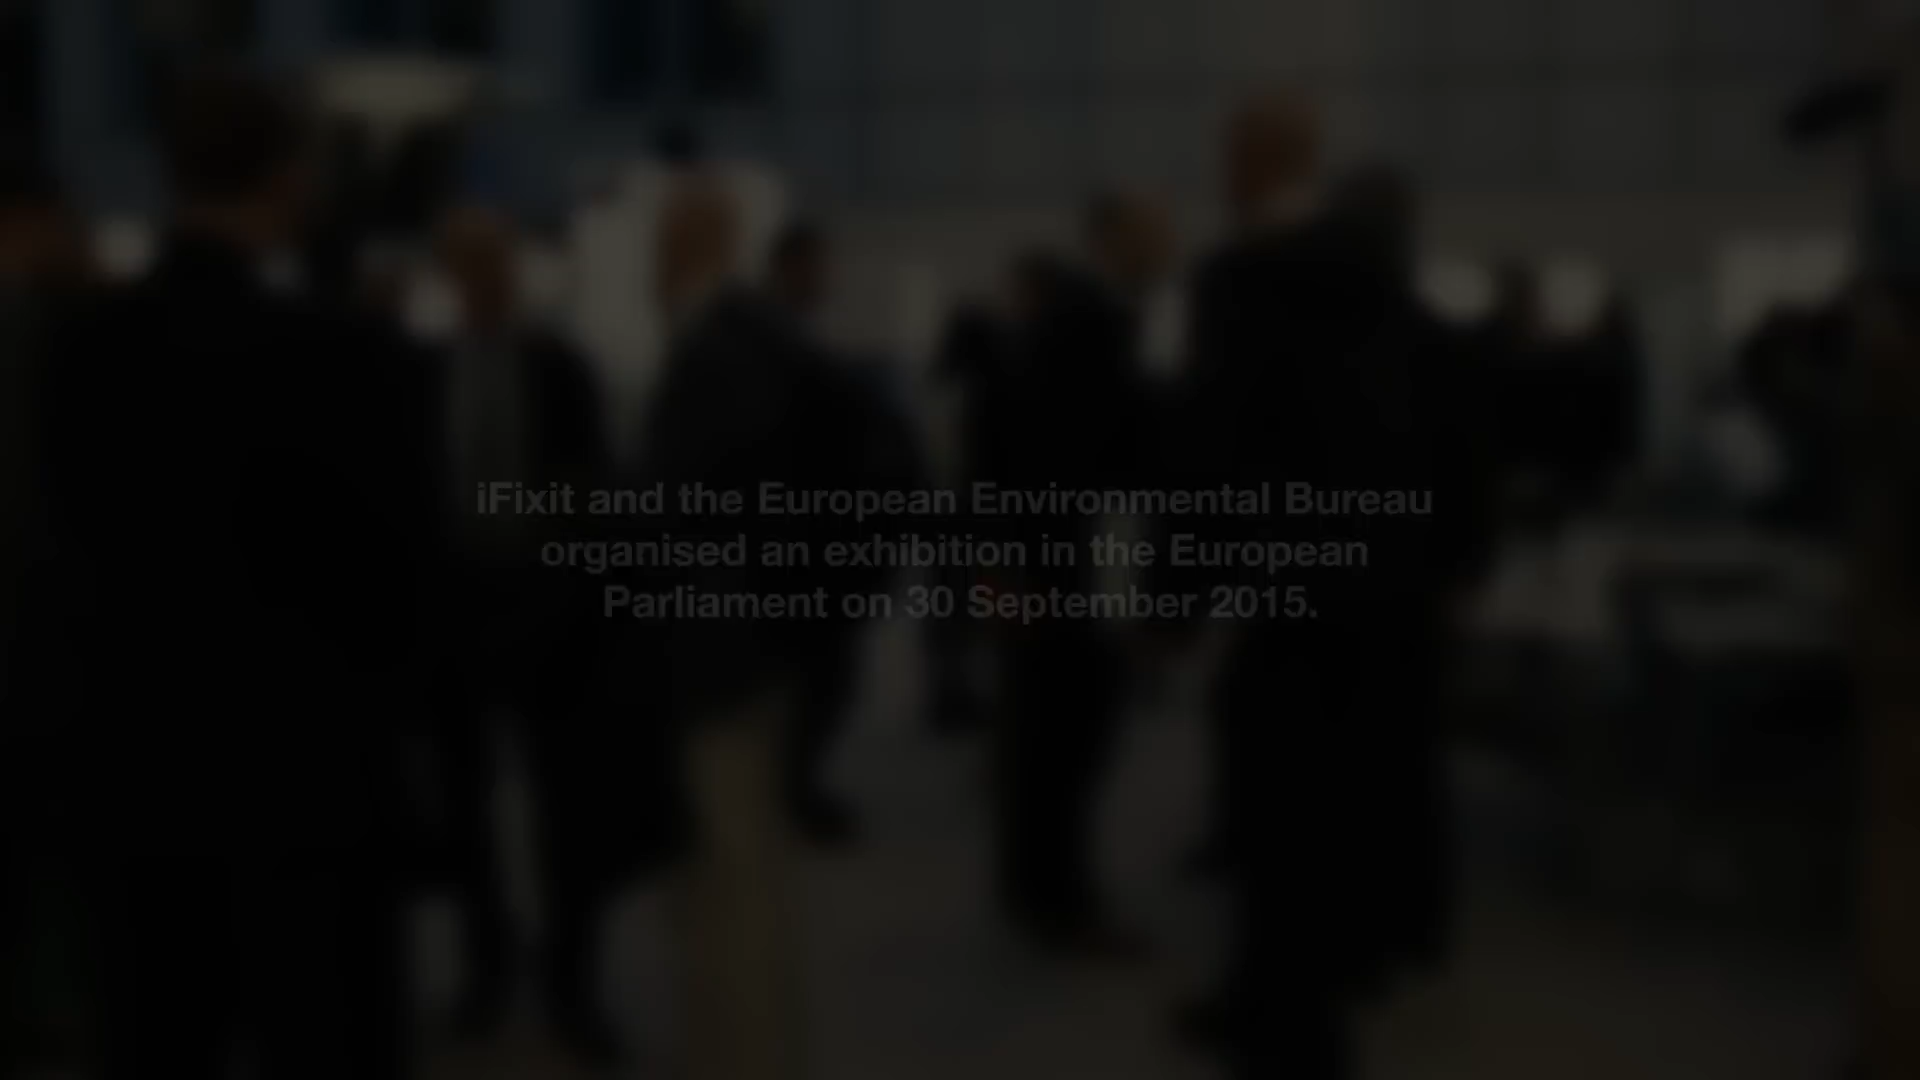 iFixit and the European Environmental Bureau
organised an exhibition in the European
Parliament on 30 September 2015.